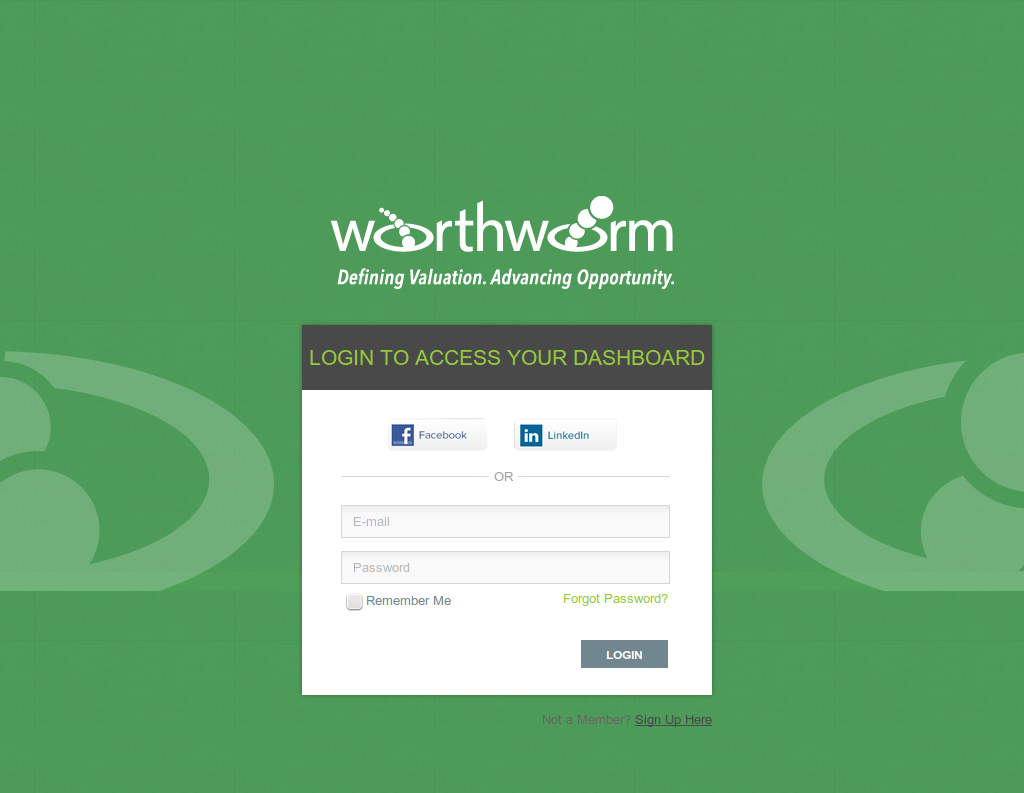 worthworm
Defining Valuation. Advancing Opportunity.
LOGIN TO ACCESS YOUR DASHBOARD
Facebook
LinkedIn
OR
E-mail
Password
Remember Me
Forgot Password?
LOGIN
Not a Member? Sign Up Here